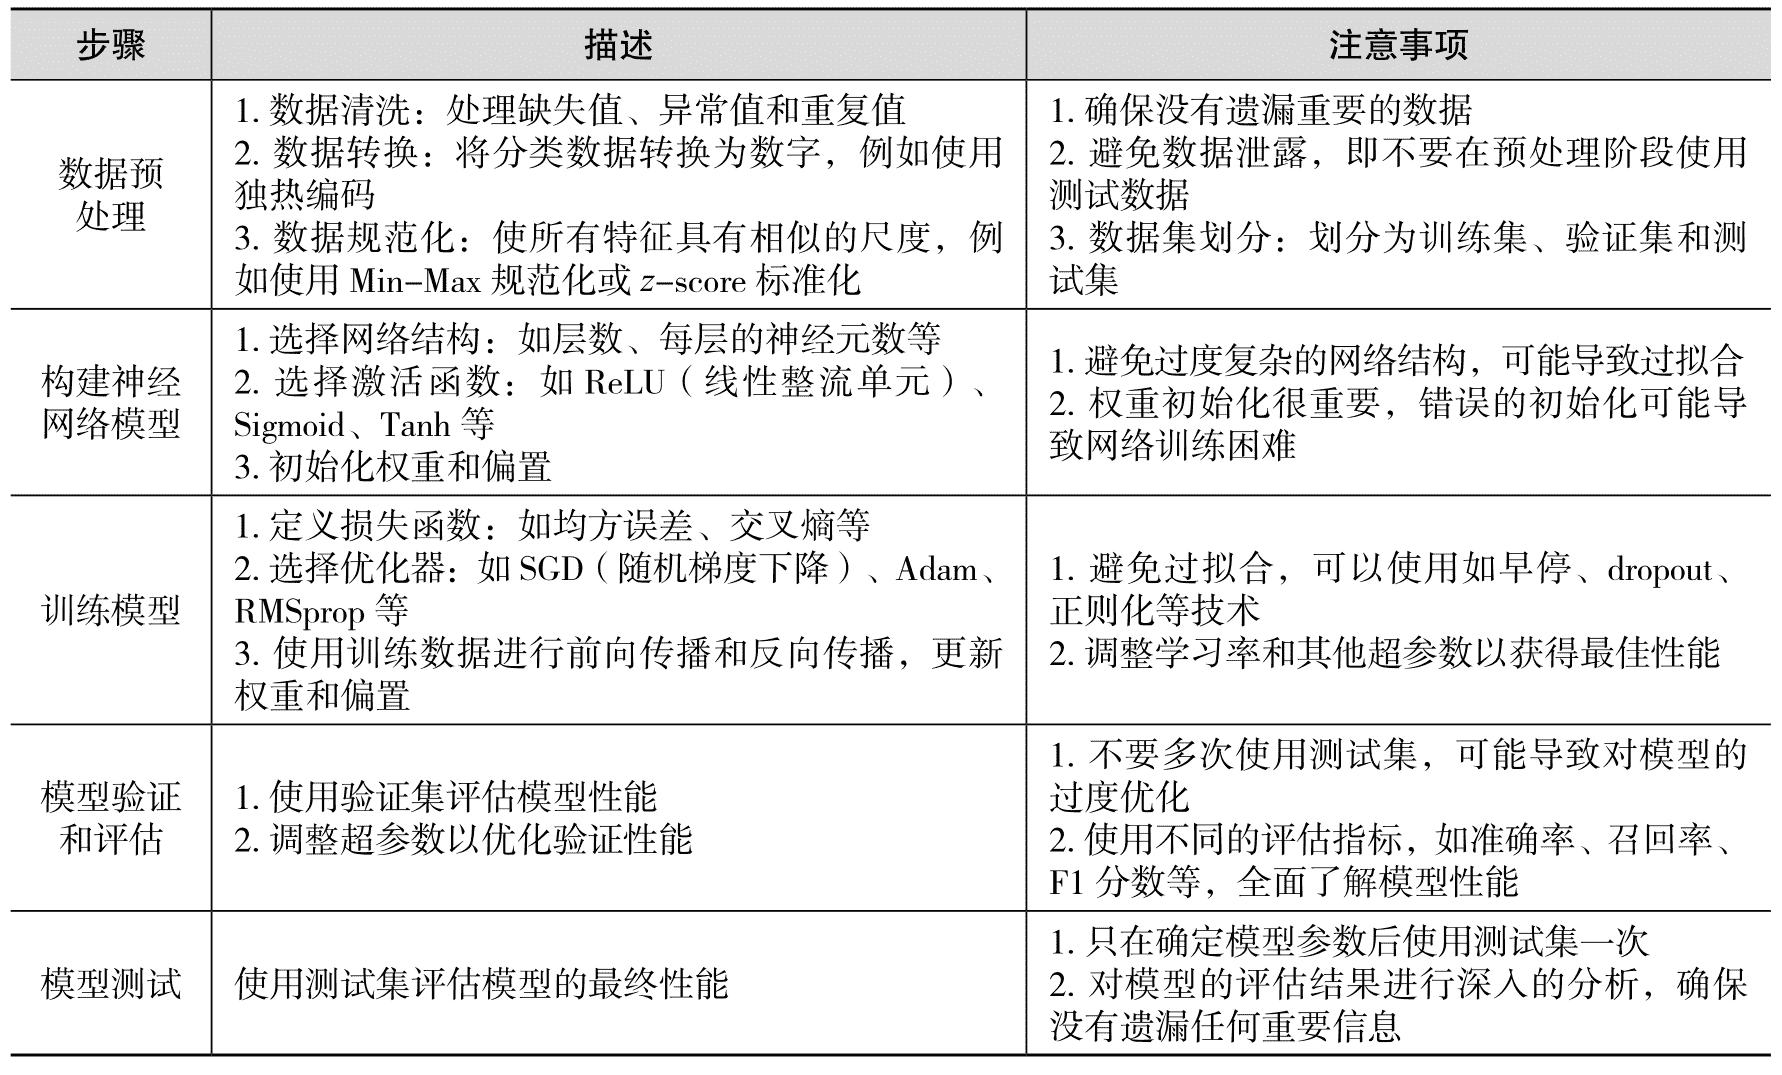 步骤
描述
注意事项
数据预
处理
1. 数据清洗：处理缺失值、异常值和重复值
2. 数据转换：将分类数据转换为数字，例如使用
独热编码
3. 数据规范化：使所有特征具有相似的尺度，例
如使用 Min-Max 规范化或 z-score 标准化
1. 确保没有遗漏重要的数据
2. 避免数据泄露，即不要在预处理阶段使用
测试数据
3. 数据集划分：划分为训练集、验证集和测
试集
构建神经
网络模型
1. 选择网络结构：如层数、每层的神经元数等
2. 选择激活函数：如 ReLU（线性整流单元）、
Sigmoid、Tanh 等
3. 初始化权重和偏置
1. 避免过度复杂的网络结构，可能导致过拟合
2. 权重初始化很重要，错误的初始化可能导
致网络训练困难
训练模型
1. 定义损失函数：如均方误差、交叉熵等
2. 选择优化器：如 SGD（随机梯度下降）、Adam、
RMSprop 等
3. 使用训练数据进行前向传播和反向传播，更新
权重和偏置
1. 避免过拟合，可以使用如早停、dropout、
正则化等技术
2. 调整学习率和其他超参数以获得最佳性能
模型验证
和评估
1. 使用验证集评估模型性能
2. 调整超参数以优化验证性能
1. 不要多次使用测试集，可能导致对模型的
过度优化
2. 使用不同的评估指标，如准确率、召回率、
F1 分数等，全面了解模型性能
模型测试
使用测试集评估模型的最终性能
1. 只在确定模型参数后使用测试集一次
2. 对模型的评估结果进行深入的分析，确保
没有遗漏任何重要信息